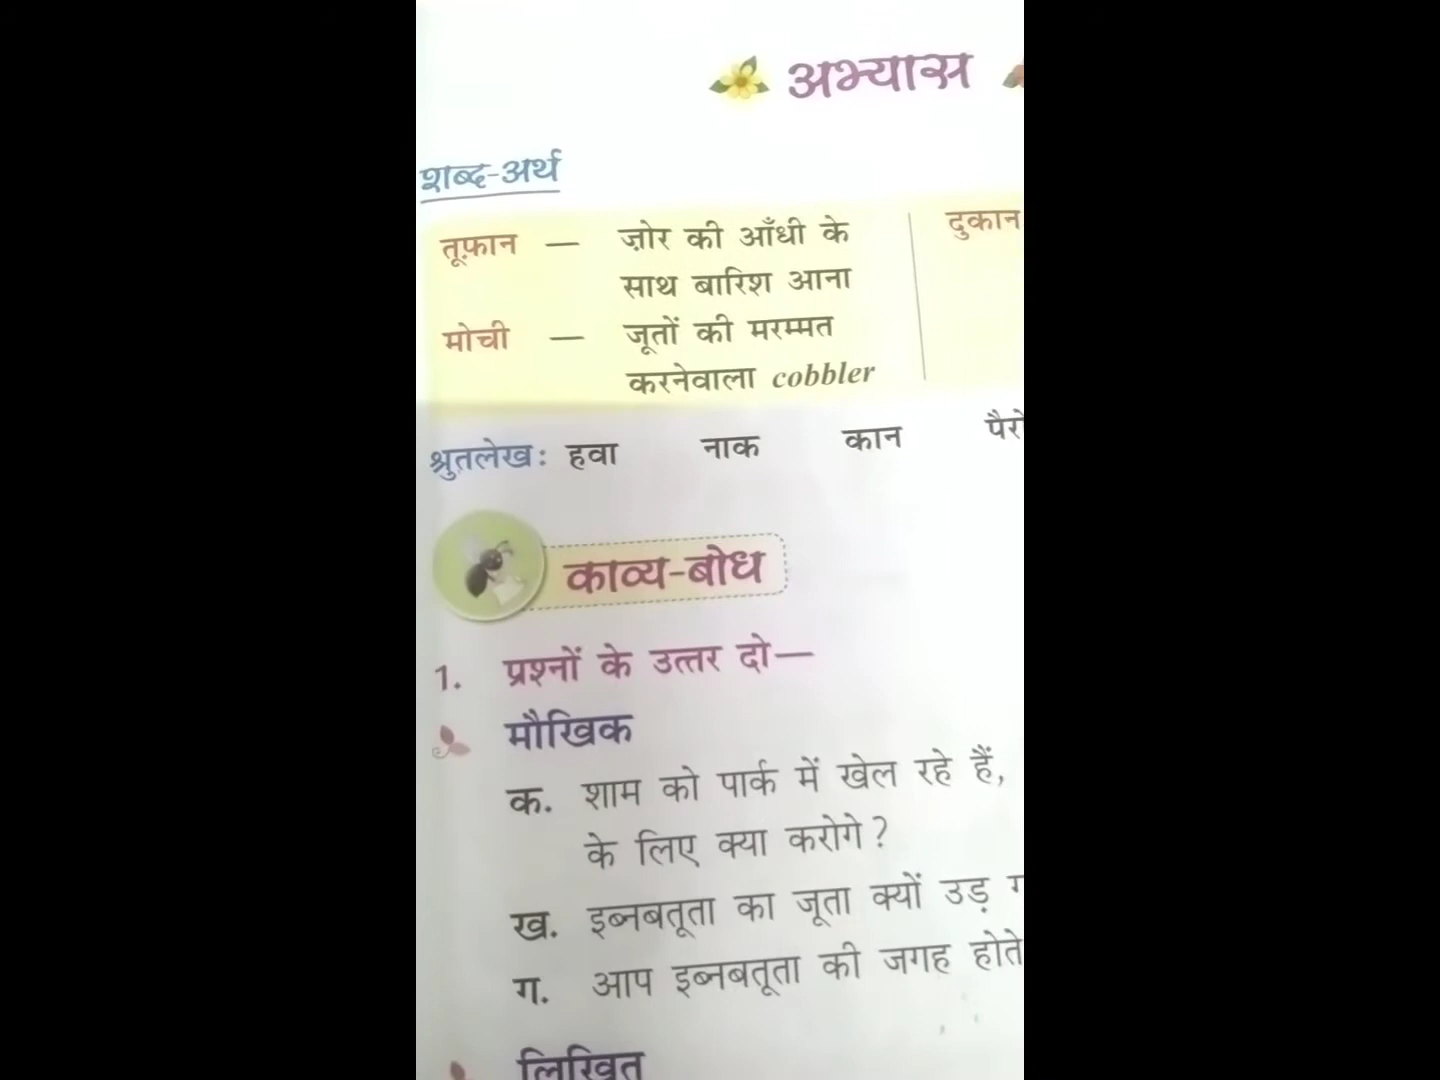 अभ्यास
शब्द-अर्थ
तूफ़ान — ज़ोर की आँधी के
साथ बारिश आना
मोची — जूतों की मरम्मत
करनेवाला cobbler
दुकान
श्रुतलेख: हवा नाक कान
काव्य-बोध
1. प्रश्नों के उत्तर दो—
मौखिक
क. शाम को पार्क में खेल रहे हैं,
के लिए क्या करोगे?
ख. इब्नबतूता का जूता क्यों उड़
ग. आप इब्नबतूता की जगह होते
लिखित